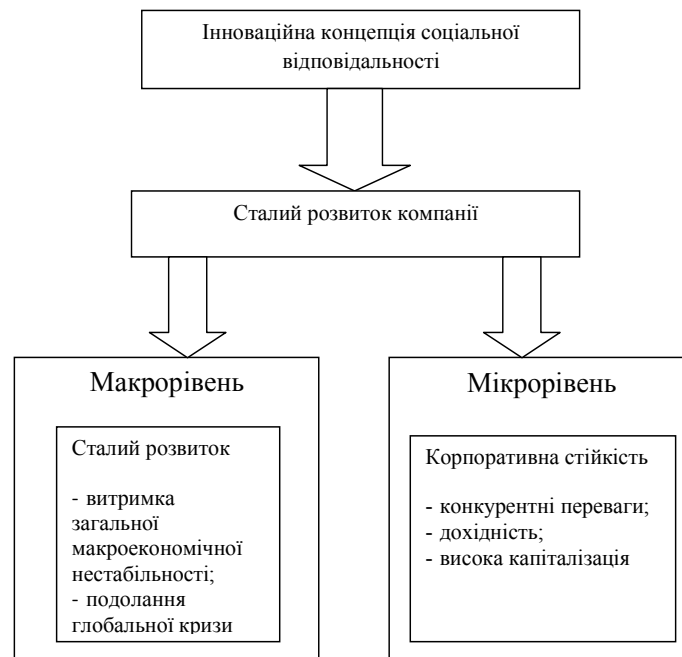 Інноваційна концепція соціальної
відповідальності
Сталий розвиток компанії
Макрорівень
Сталий розвиток
- витримка
загальної
макроекономічної
нестабільності;
- подолання
глобальної кризи
Мікрорівень
Корпоративна стійкість
- конкурентні переваги;
- дохідність;
- висока капіталізація